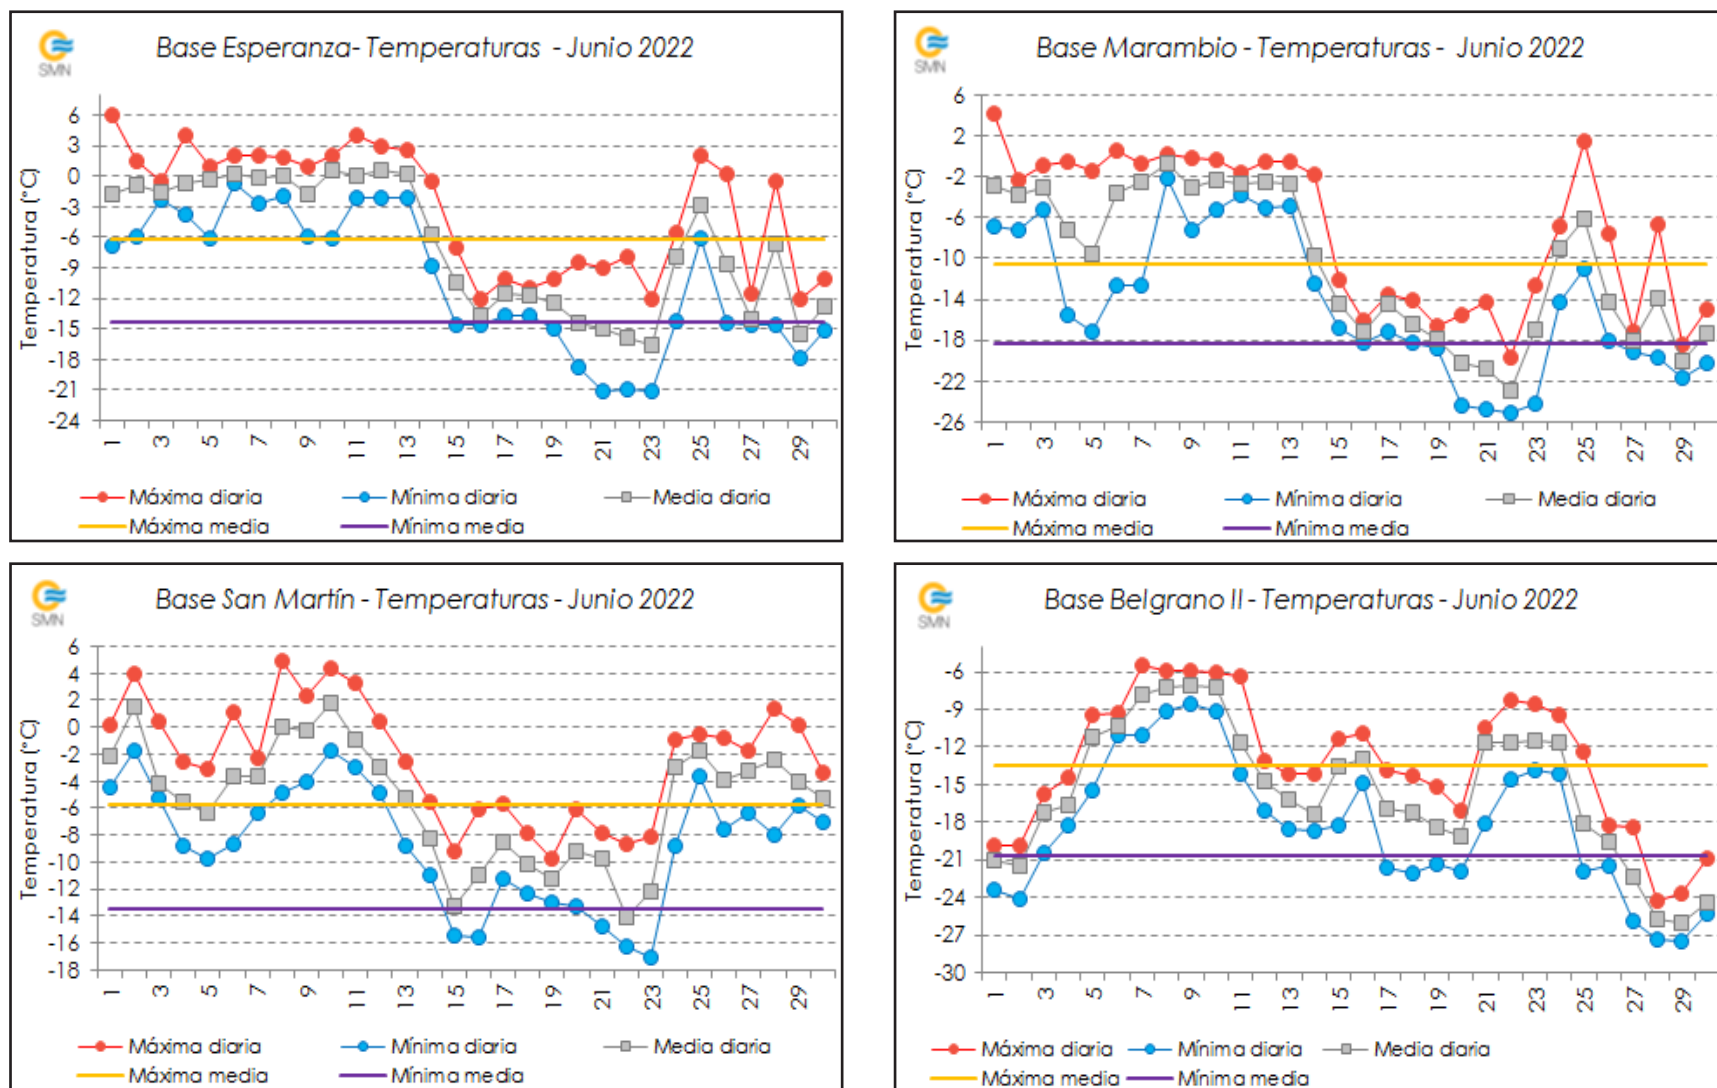 SMN
Base Esperanza- Temperaturas - Junio 2022
Temperatura (°C)
6
3
0
-3
-6
-9
-12
-15
-18
-21
-24
1 3 5 7 9 11 13 15 17 19 21 23 25 27 29
Máxima diaria Mínima diaria Media diaria
Máxima media Mínima media
SMN
Base Marambio - Temperaturas - Junio 2022
Temperatura (°C)
6
2
-2
-6
-10
-14
-18
-22
-26
1 3 5 7 9 11 13 15 17 19 21 23 25 27 29
Máxima diaria Mínima diaria Media diaria
Máxima media Mínima media
SMN
Base San Martín - Temperaturas - Junio 2022
Temperatura (°C)
6
4
2
0
-2
-4
-6
-8
-10
-12
-14
-16
-18
1 3 5 7 9 11 13 15 17 19 21 23 25 27 29
Máxima diaria Mínima diaria Media diaria
Máxima media Mínima media
SMN
Base Belgrano II - Temperaturas - Junio 2022
Temperatura (°C)
-6
-9
-12
-15
-18
-21
-24
-27
-30
1 3 5 7 9 11 13 15 17 19 21 23 25 27 29
Máxima diaria Mínima diaria Media diaria
Máxima media Mínima media